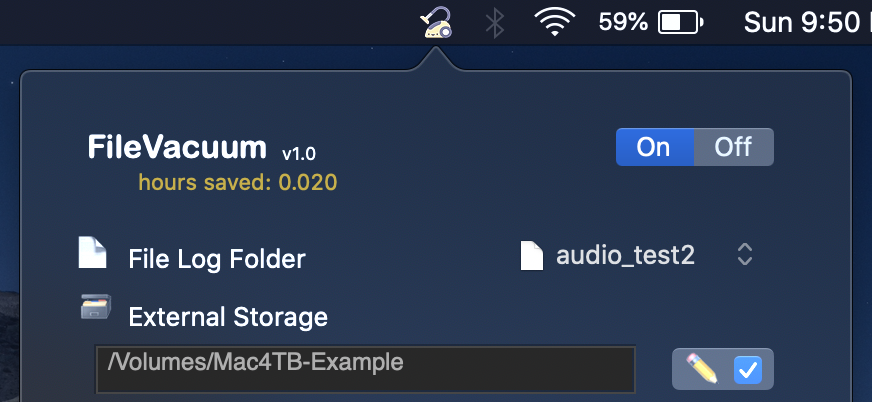 59% Sun 9:50
FileVacuum v1.0
On Off
hours saved: 0.020
File Log Folder audio_test2
External Storage
/Volumes/Mac4TB-Example